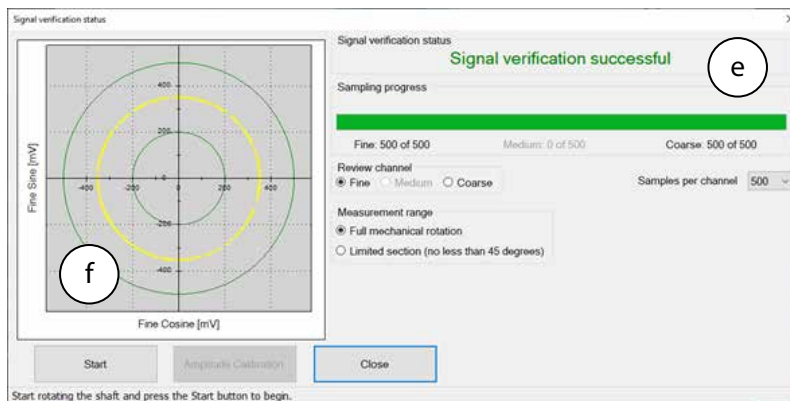 Signal verification status
Signal verification status
Signal verification successful
e
Sampling progress
Fine: 500 of 500 Medium: 0 of 500 Coarse: 500 of 500
Review channel
Fine Medium Coarse
Samples per channel 500
Measurement range
Full mechanical rotation
Limited section (no less than 45 degrees)
Fine Sine [mV]
400
200
-400 -200 0 200 400
0
-200
-400
f
Fine Cosine [mV]
Start Amplitude Calibration Close
Start rotating the shaft and press the Start button to begin.